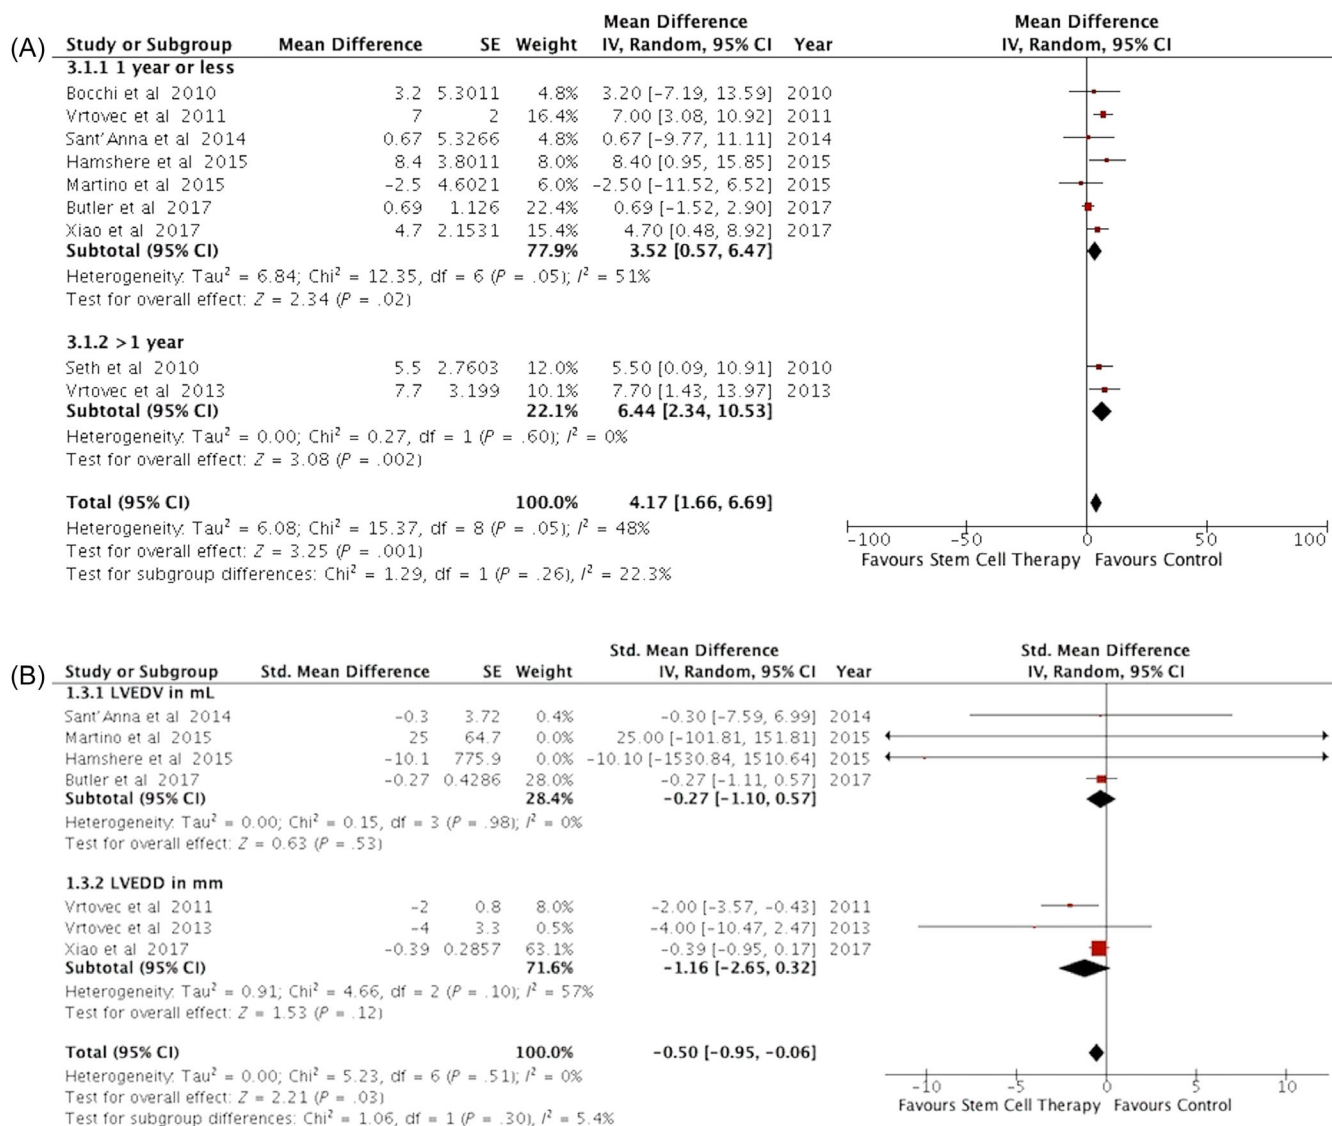 (A)
Mean Difference Mean Difference
Study or Subgroup Mean Difference SE Weight IV, Random, 95% CI Year IV, Random, 95% CI
3.1.1 1 year or less
Bocchi et al 2010 3.2 5.3011 4.8% 3.20 [-7.19, 13.59] 2010
Vrtovec et al 2011 7 2 16.4% 7.00 [3.08, 10.92] 2011
Sant'Anna et al 2014 0.67 5.3266 4.8% 0.67 [-9.77, 11.11] 2014
Hamshere et al 2015 8.4 3.8011 8.0% 8.40 [0.95, 15.85] 2015
Martino et al 2015 -2.5 4.6021 6.0% -2.50 [-11.52, 6.52] 2015
Butler et al 2017 0.69 1.126 22.4% 0.69 [-1.52, 2.90] 2017
Xiao et al 2017 4.7 2.1531 15.4% 4.70 [0.48, 8.92] 2017
Subtotal (95% CI) 77.9% 3.52 [0.57, 6.47]
Heterogeneity: Tau² = 6.84; Chi² = 12.35, df = 6 (P = .05); I² = 51%
Test for overall effect: Z = 2.34 (P = .02)
3.1.2 >1 year
Seth et al 2010 5.5 2.7603 12.0% 5.50 [0.09, 10.91] 2010
Vrtovec et al 2013 7.7 3.199 10.1% 7.70 [1.43, 13.97] 2013
Subtotal (95% CI) 22.1% 6.44 [2.34, 10.53]
Heterogeneity: Tau² = 0.00; Chi² = 0.27, df = 1 (P = .60); I² = 0%
Test for overall effect: Z = 3.08 (P = .002)
Total (95% CI) 100.0% 4.17 [1.66, 6.69]
Heterogeneity: Tau² = 6.08; Chi² = 15.37, df = 8 (P = .05); I² = 48%
Test for overall effect: Z = 3.25 (P = .001)
Test for subgroup differences: Chi² = 1.29, df = 1 (P = .26), I² = 22.3%
-100 -50 0 50 100
Favours Stem Cell Therapy Favours Control
(B)
Std. Mean Difference Std. Mean Difference
Study or Subgroup Std. Mean Difference SE Weight IV, Random, 95% CI Year IV, Random, 95% CI
1.3.1 LVEDV in mL
Sant'Anna et al 2014 -0.3 3.72 0.4% -0.30 [-7.59, 6.99] 2014
Martino et al 2015 25 64.7 0.0% 25.00 [-101.81, 151.81] 2015
Hamshere et al 2015 -10.1 775.9 0.0% -10.10 [-1530.84, 1510.64] 2015
Butler et al 2017 -0.27 0.4286 28.0% -0.27 [-1.11, 0.57] 2017
Subtotal (95% CI) 28.4% -0.27 [-1.10, 0.57]
Heterogeneity: Tau² = 0.00; Chi² = 0.15, df = 3 (P = .98); I² = 0%
Test for overall effect: Z = 0.63 (P = .53)
1.3.2 LVEDD in mm
Vrtovec et al 2011 -2 0.8 8.0% -2.00 [-3.57, -0.43] 2011
Vrtovec et al 2013 -4 3.3 0.5% -4.00 [-10.47, 2.47] 2013
Xiao et al 2017 -0.39 0.2857 63.1% -0.39 [-0.95, 0.17] 2017
Subtotal (95% CI) 71.6% -1.16 [-2.65, 0.32]
Heterogeneity: Tau² = 0.91; Chi² = 4.66, df = 2 (P = .10); I² = 57%
Test for overall effect: Z = 1.53 (P = .12)
Total (95% CI) 100.0% -0.50 [-0.95, -0.06]
Heterogeneity: Tau² = 0.00; Chi² = 5.23, df = 6 (P = .51); I² = 0%
Test for overall effect: Z = 2.21 (P = .03)
Test for subgroup differences: Chi² = 1.06, df = 1 (P = .30), I² = 5.4%
-10 -5 0 5 10
Favours Stem Cell Therapy Favours Control